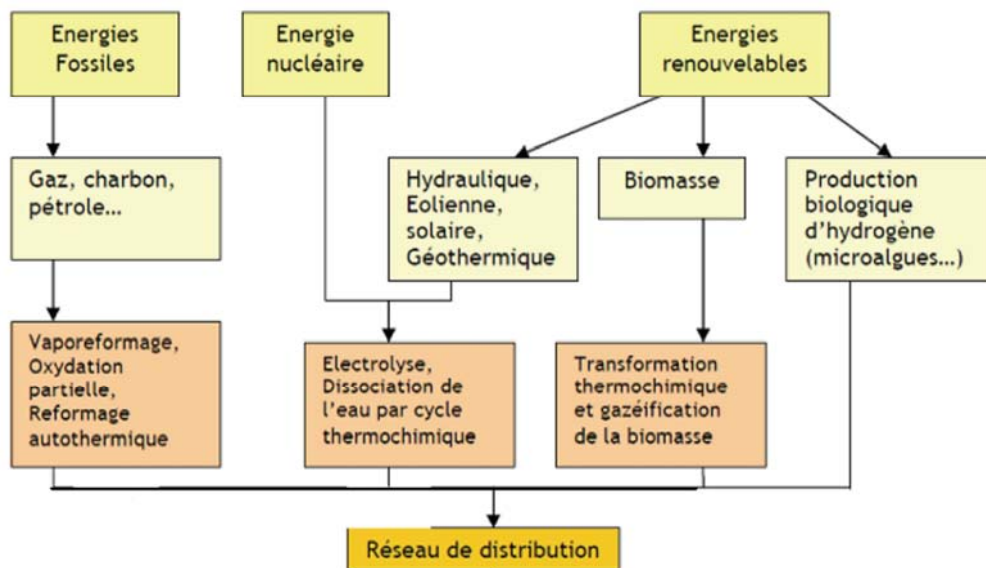 Energies
Fossiles
Energie
nucléaire
Energies
renouvelables
Gaz, charbon,
pétrole…
Hydraulique,
Eolienne,
solaire,
Géothermique
Biomasse
Production
biologique
d'hydrogène
(microalgues…)
Vaporeformage,
Oxydation
partielle,
Reformage
autothermique
Electrolyse,
Dissociation de
l'eau par cycle
thermochimique
Transformation
thermochimique
et gazéification
de la biomasse
Réseau de distribution